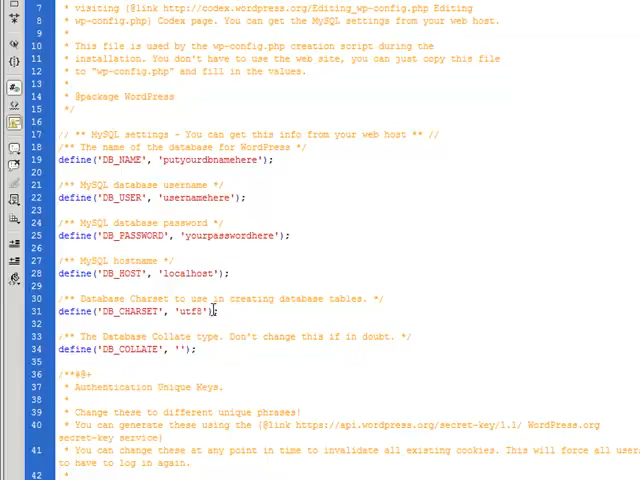 7 * visiting {@link http://codex.wordpress.org/Editing_wp-config.php Editing
8 * wp-config.php} Codex page. You can get the MySQL settings from your web host.
9 *
10 * This file is used by the wp-config.php creation script during the
11 * installation. You don't have to use the web site, you can just copy this file
12 * to "wp-config.php" and fill in the values.
13 *
14 * @package WordPress
15 */
16
17 // ** MySQL settings - You can get this info from your web host ** //
18 /** The name of the database for WordPress */
19 define('DB_NAME', 'putyourdbnamehere');
20
21 /** MySQL database username */
22 define('DB_USER', 'usernamehere');
23
24 /** MySQL database password */
25 define('DB_PASSWORD', 'yourpasswordhere');
26
27 /** MySQL hostname */
28 define('DB_HOST', 'localhost');
29
30 /** Database Charset to use in creating database tables. */
31 define('DB_CHARSET', 'utf8');
32
33 /** The Database Collate type. Don't change this if in doubt. */
34 define('DB_COLLATE', '');
35
36 /**#@+
37 * Authentication Unique Keys.
38 *
39 * Change these to different unique phrases!
40 * You can generate these using the {@link https://api.wordpress.org/secret-key/1.1/ WordPress.org
secret-key service}
41 * You can change these at any point in time to invalidate all existing cookies. This will force all user
to have to log in again.
42 *